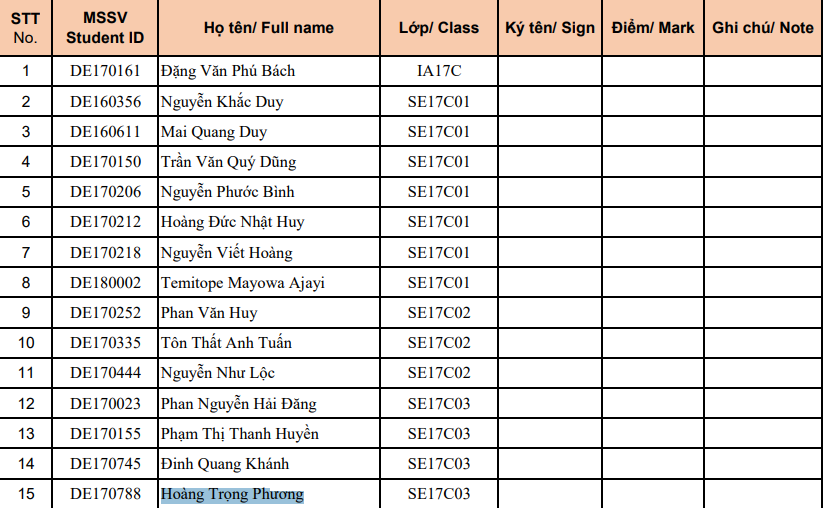 STT No. MSSV Student ID Họ tên/ Full name Lớp/ Class Ký tên/ Sign Điểm/ Mark Ghi chú/ Note
1 DE170161 Đặng Văn Phú Bách IA17C
2 DE160356 Nguyễn Khắc Duy SE17C01
3 DE160611 Mai Quang Duy SE17C01
4 DE170150 Trần Văn Quý Dũng SE17C01
5 DE170206 Nguyễn Phước Bình SE17C01
6 DE170212 Hoàng Đức Nhật Huy SE17C01
7 DE170218 Nguyễn Viết Hoàng SE17C01
8 DE180002 Temitope Mayowa Ajayi SE17C01
9 DE170252 Phan Văn Huy SE17C02
10 DE170335 Tôn Thất Anh Tuấn SE17C02
11 DE170444 Nguyễn Như Lộc SE17C02
12 DE170023 Phan Nguyễn Hải Đăng SE17C03
13 DE170155 Phạm Thị Thanh Huyền SE17C03
14 DE170745 Đinh Quang Khánh SE17C03
15 DE170788 Hoàng Trọng Phương SE17C03